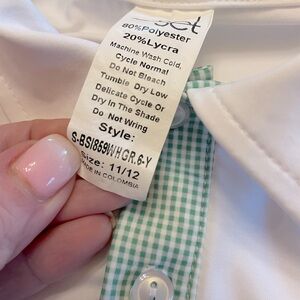 80%Polyester
20%Lycra
Machine Wash Cold,
Cycle Normal
Do Not Bleach
Tumble Dry Low
Delicate Cycle Or
Dry In The Shade
Do Not Wring
Style:
S-BSI859WHGR.6-Y
Size: 11/12
MADE IN COLOMBIA